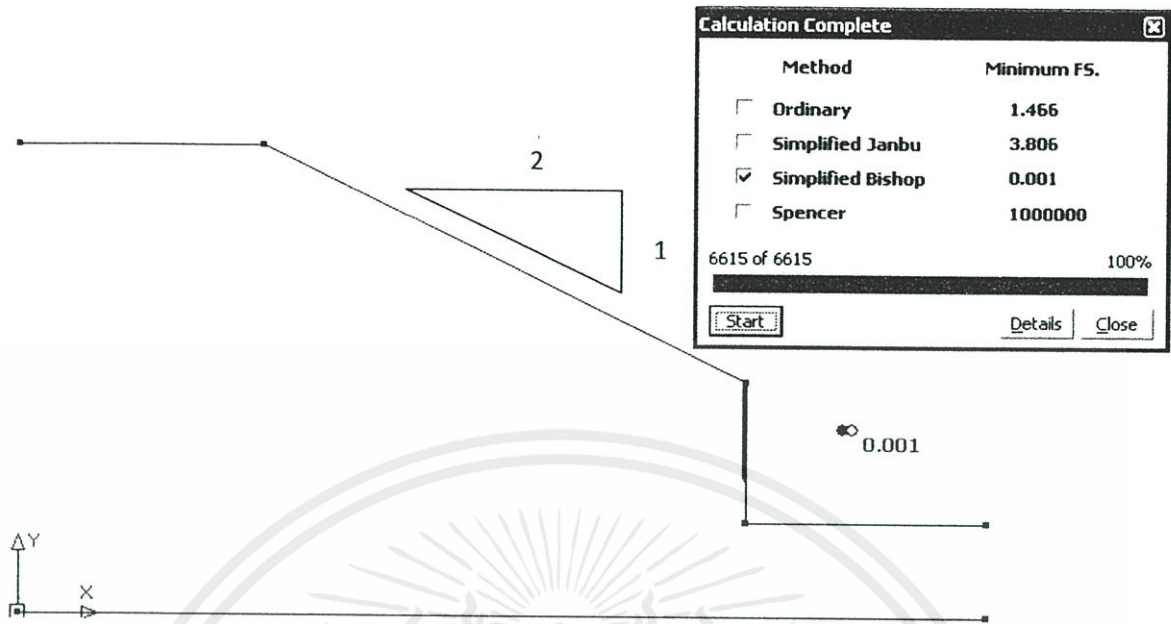 Calculation Complete
Method Minimum FS.
Ordinary 1.466
Simplified Janbu 3.806
Simplified Bishop 0.001
Spencer 1000000
6615 of 6615 100%
Start Details Close
2
1
0.001
Y
X